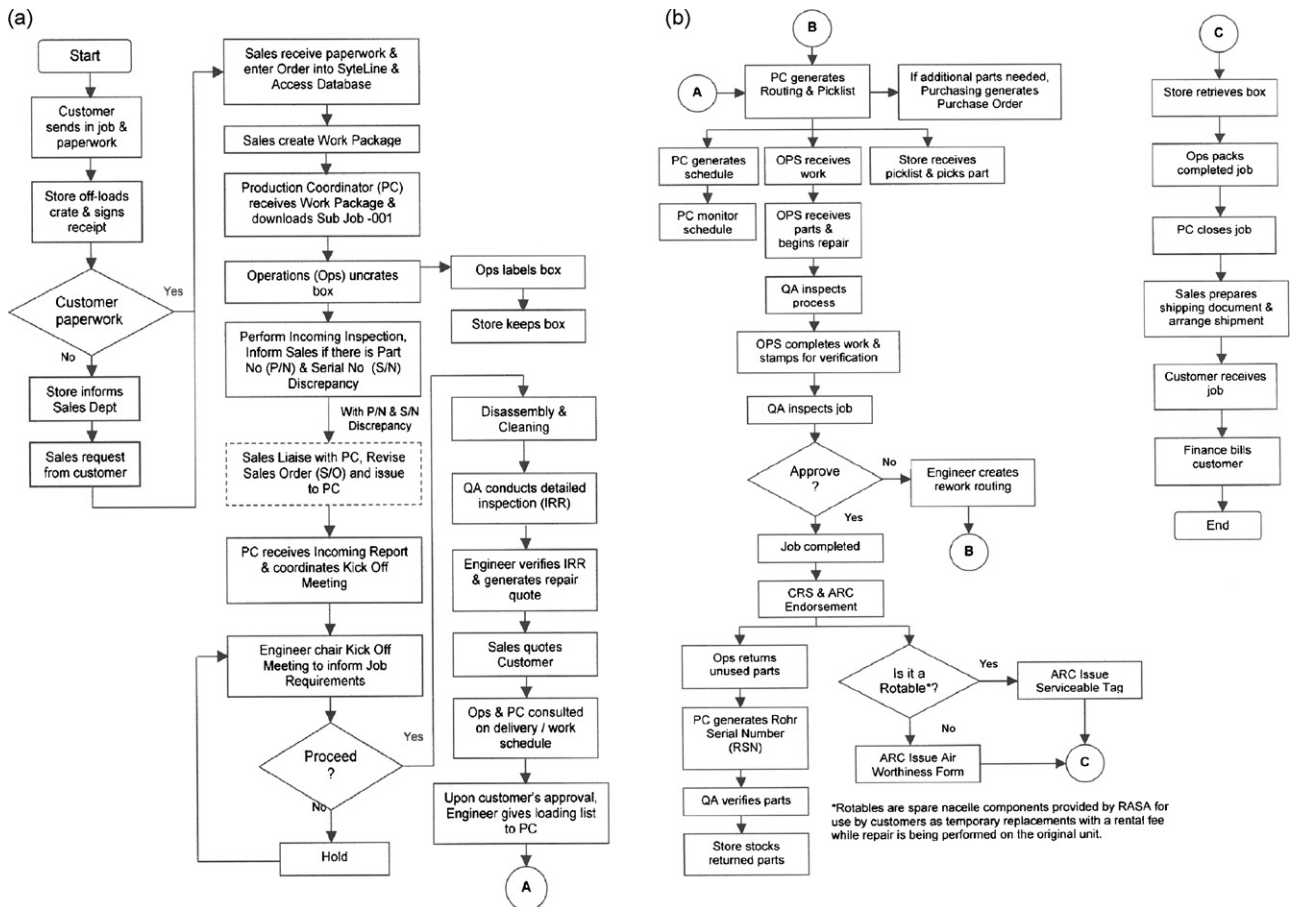 (a)
Start
Customer
sends in job &
paperwork
Store off-loads
crate & signs
receipt
Customer
paperwork
Yes
No
Store informs
Sales Dept
Sales request
from customer
Sales receive paperwork &
enter Order into SyteLine &
Access Database
Sales create Work Package
Production Coordinator (PC)
receives Work Package &
downloads Sub Job -001
Operations (Ops) uncrates
box
Ops labels box
Store keeps box
Perform Incoming Inspection,
Inform Sales if there is Part
No (P/N) & Serial No (S/N)
Discrepancy
With P/N & S/N
Discrepancy
Sales Liaise with PC, Revise
Sales Order (S/O) and issue
to PC
PC receives Incoming Report
& coordinates Kick Off
Meeting
Engineer chair Kick Off
Meeting to inform Job
Requirements
Proceed
?
Yes
No
Hold
Disassembly &
Cleaning
QA conducts detailed
inspection (IRR)
Engineer verifies IRR
& generates repair
quote
Sales quotes
Customer
Ops & PC consulted
on delivery / work
schedule
Upon customer's approval,
Engineer gives loading list
to PC
A
(b)
B
A
PC generates
Routing & Picklist
If additional parts needed,
Purchasing generates
Purchase Order
PC generates
schedule
OPS receives
work
Store receives
picklist & picks part
PC monitor
schedule
OPS receives
parts &
begins repair
QA inspects
process
OPS completes work &
stamps for verification
QA inspects job
Approve
?
No
Engineer creates
rework routing
B
Yes
Job completed
CRS & ARC
Endorsement
Ops returns
unused parts
PC generates Rohr
Serial Number
(RSN)
QA verifies parts
Store stocks
returned parts
Is it a
Rotable*?
Yes
ARC Issue
Serviceable Tag
No
ARC Issue Air
Worthiness Form
C
*Rotables are spare nacelle components provided by RASA for
use by customers as temporary replacements with a rental fee
while repair is being performed on the original unit.
C
Store retrieves box
Ops packs
completed job
PC closes job
Sales prepares
shipping document &
arrange shipment
Customer receives
job
Finance bills
customer
End